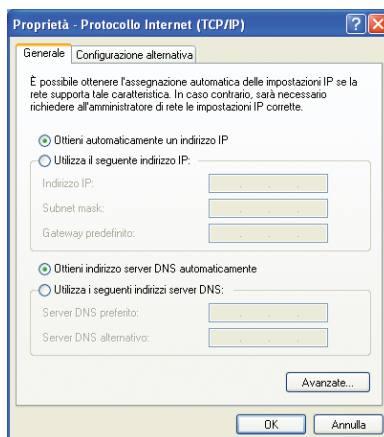 Proprietà - Protocollo Internet (TCP/IP)
Generale
Configurazione alternativa
È possibile ottenere l'assegnazione automatica delle impostazioni IP se la
rete supporta tale caratteristica. In caso contrario, sarà necessario
richiedere all'amministratore di rete le impostazioni IP corrette.
Ottieni automaticamente un indirizzo IP
Utilizza il seguente indirizzo IP:
Indirizzo IP:
Subnet mask:
Gateway predefinito:
Ottieni indirizzo server DNS automaticamente
Utilizza i seguenti indirizzi server DNS:
Server DNS preferito:
Server DNS alternativo:
Avanzate...
OK
Annulla